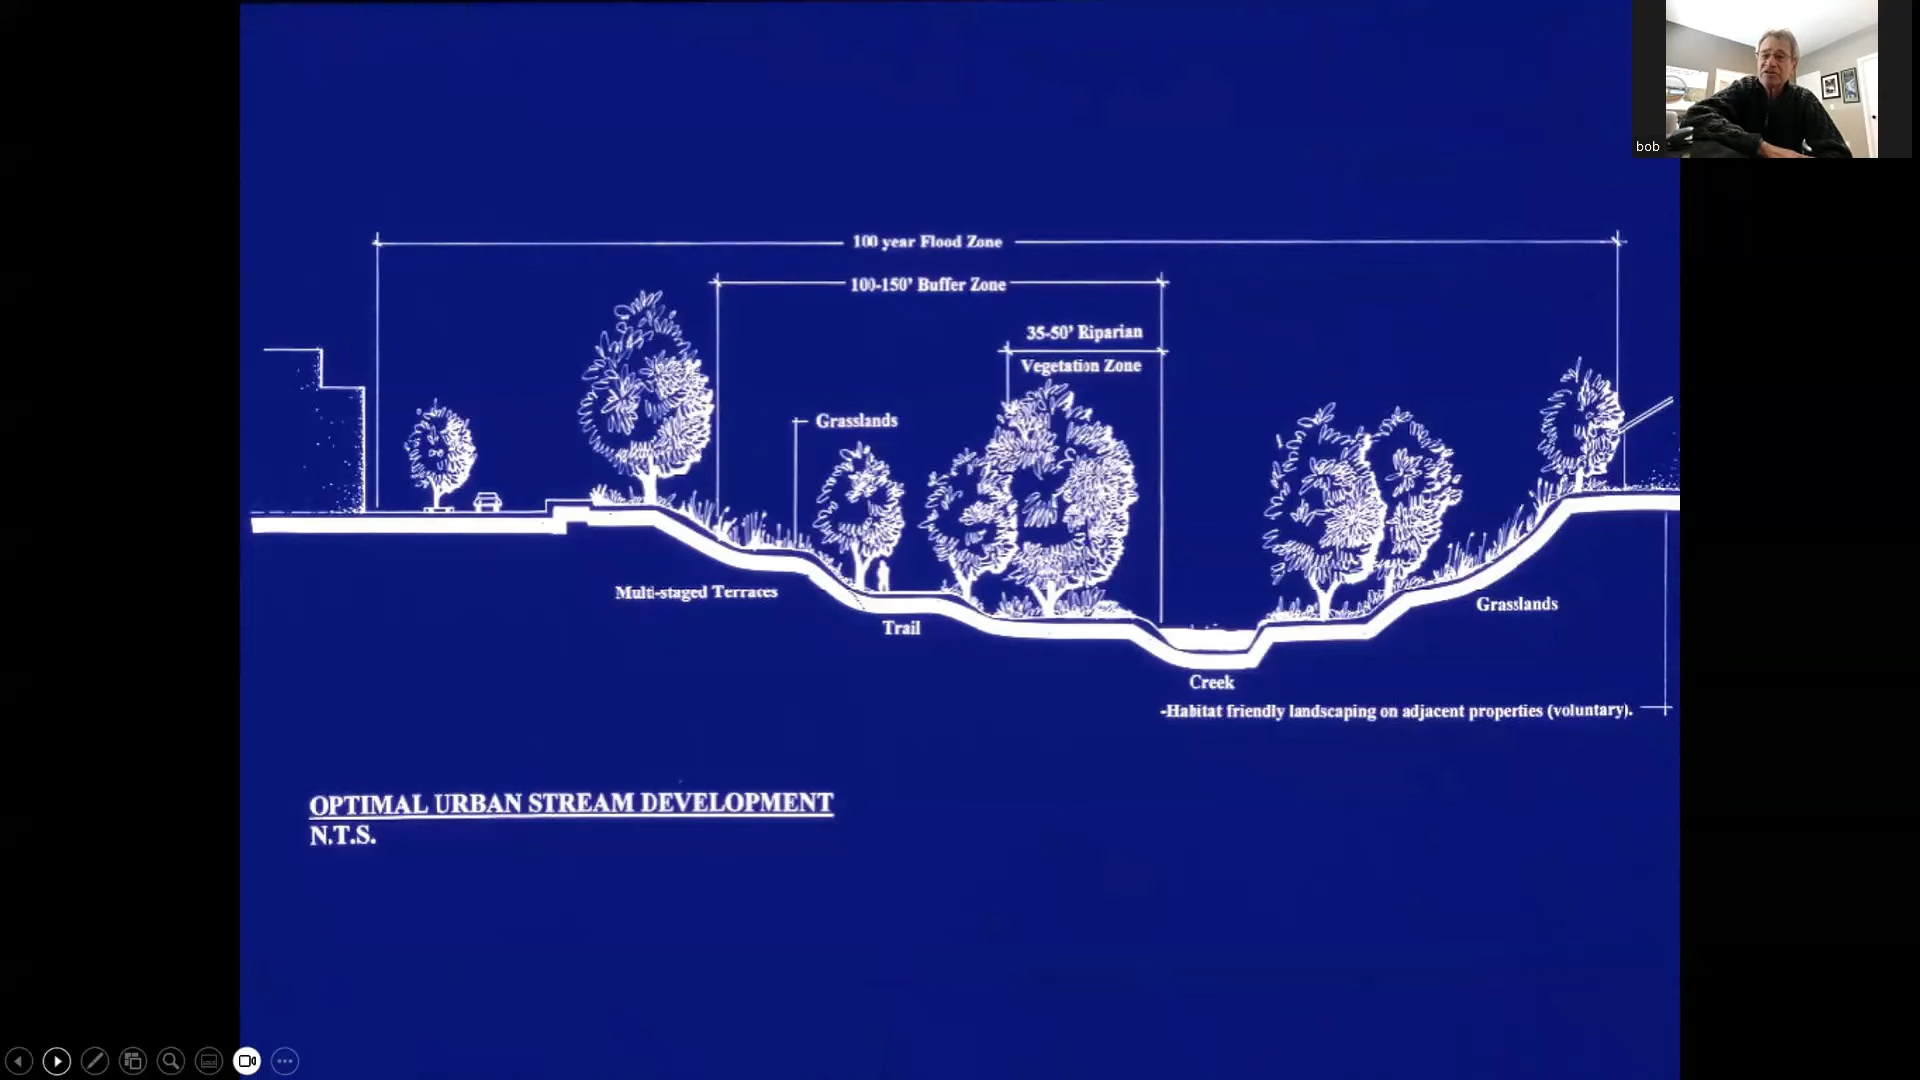 bob
100 year Flood Zone
100-150' Buffer Zone
35-50' Riparian
Vegetation Zone
Grasslands
Multi-staged Terraces
Trail
Grasslands
Creek
-Habitat friendly landscaping on adjacent properties (voluntary).
OPTIMAL URBAN STREAM DEVELOPMENT
N.T.S.